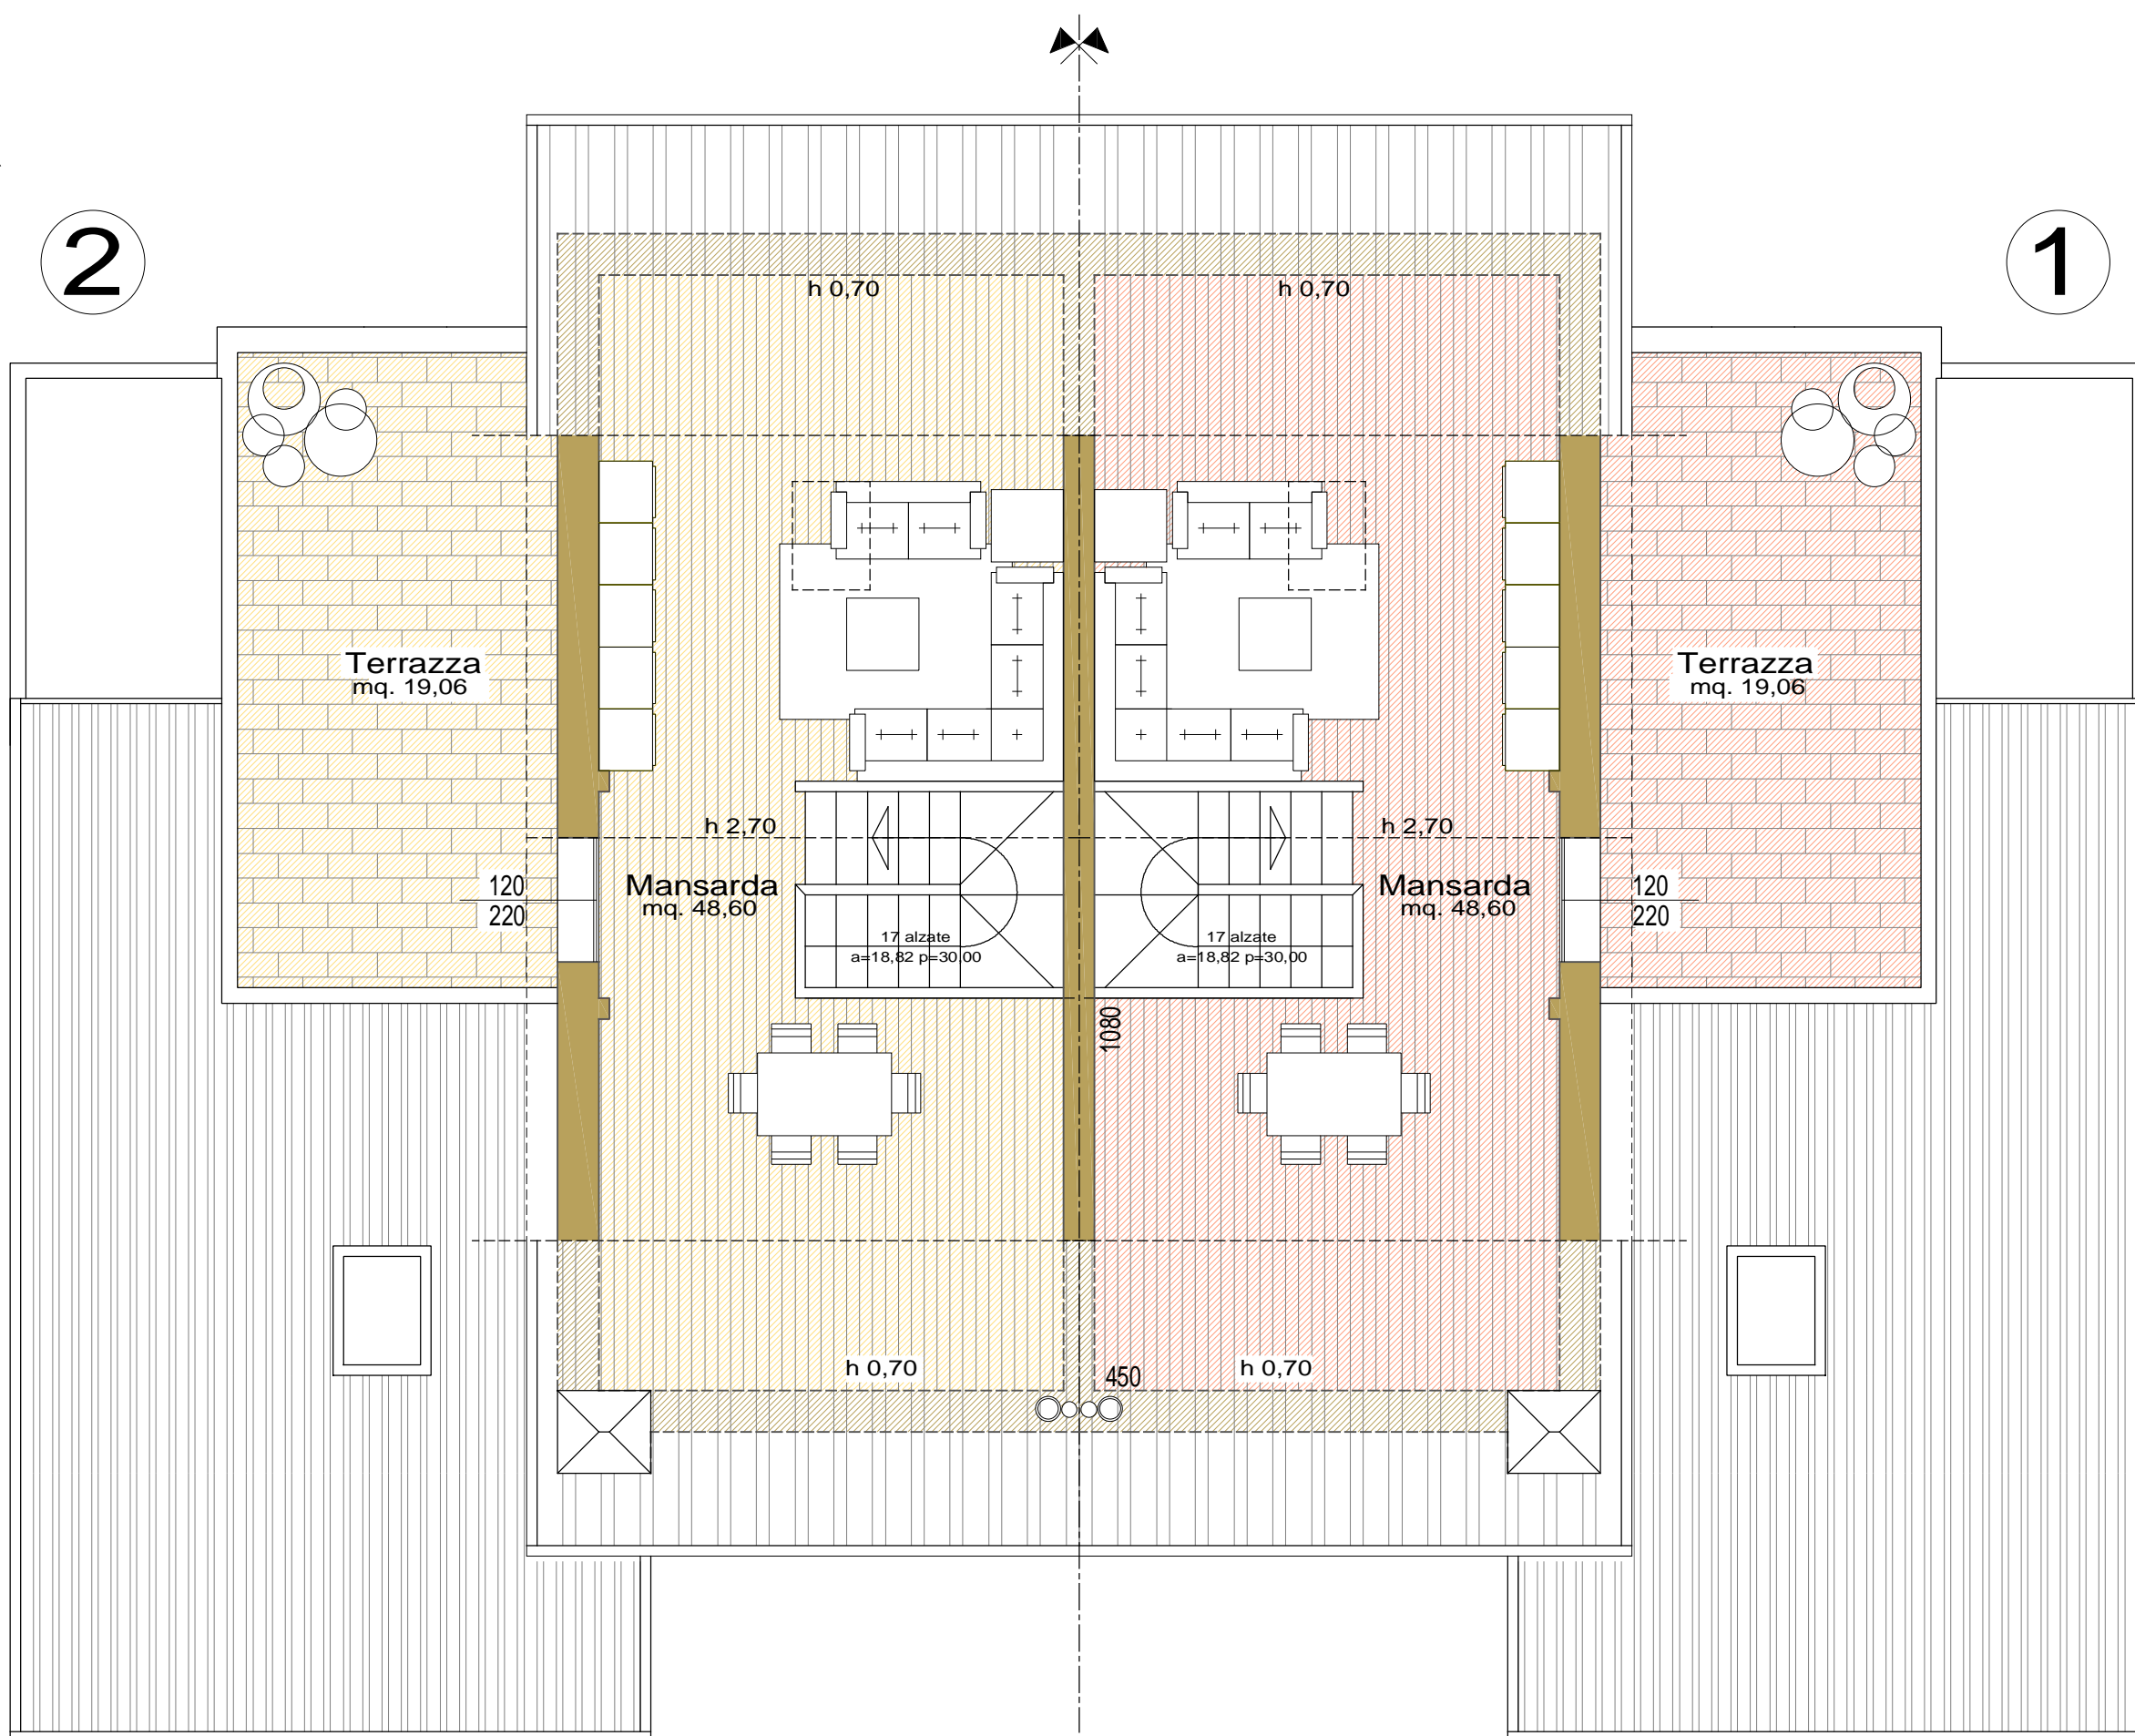 2
1
h 0,70
h 0,70
Terrazza
mq. 19,06
Terrazza
mq. 19,06
h 2,70
h 2,70
120
220
Mansarda
mq. 48,60
Mansarda
mq. 48,60
120
220
17 alzate
a=18,82 p=30,00
17 alzate
a=18,82 p=30,00
1080
h 0,70
450
h 0,70